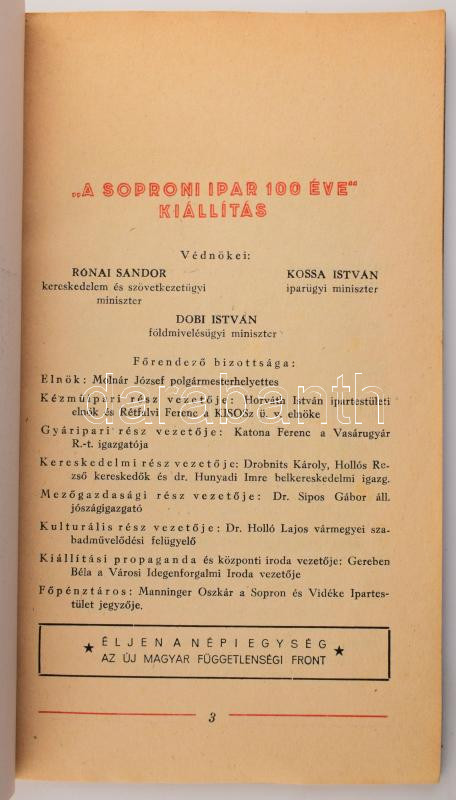 „A SOPRONI IPAR 100 ÉVE“
KIÁLLÍTÁS
Védnökei:
RÓNAI SÁNDOR
kereskedelem és szövetkezetügyi
miniszter
KOSSA ISTVÁN
iparügyi miniszter
DOBI ISTVÁN
földmivelésügyi miniszter
Főrendező bizottsága:
Elnök: Molnár József polgármesterhelyettes
Kézműipari rész vezetője: Horváth István ipartestületi
elnök és Rétfalvi Ferenc a KISOSz ü. v. elnöke
Gyáripari rész vezetője: Katona Ferenc a Vasárugyár
R.-t. igazgatója
Kereskedelmi rész vezetője: Drobnits Károly, Hollós Re-
zső kereskedők és dr. Hunyadi Imre belkereskedelmi igazg.
Mezőgazdasági rész vezetője: Dr. Sipos Gábor áll.
jószágigazgató
Kulturális rész vezetője: Dr. Holló Lajos vármegyei sza-
badművelődési felügyelő
Kiállítási propaganda és központi iroda vezetője: Gereben
Béla a Városi Idegenforgalmi Iroda vezetője
Főpénztáros: Manninger Oszkár a Sopron és Vidéke Ipartes-
tület jegyzője.
★ ÉLJEN A NÉPI EGYSÉG ★
AZ ÚJ MAGYAR FÜGGETLENSÉGI FRONT
3
darabanth